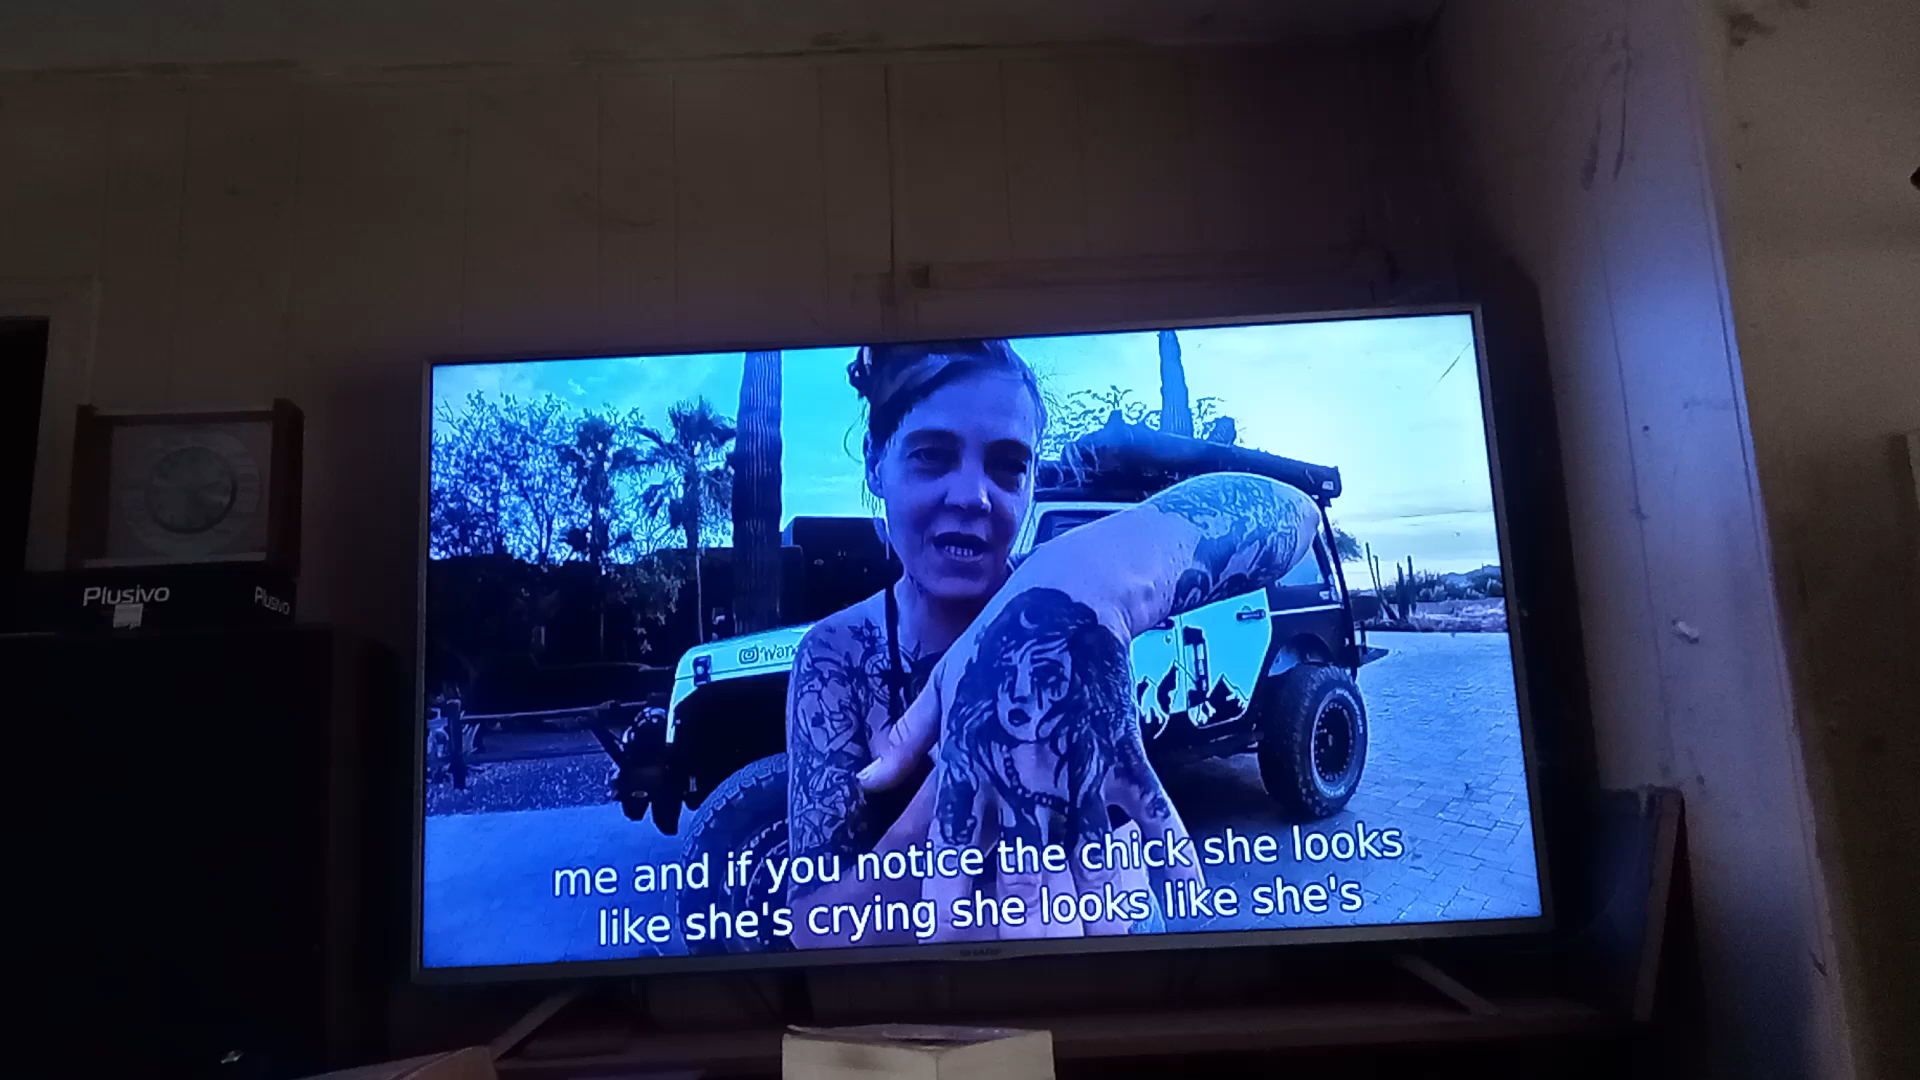 Plusivo
Plusivo
me and if you notice the chick she looks
like she's crying she looks like she's